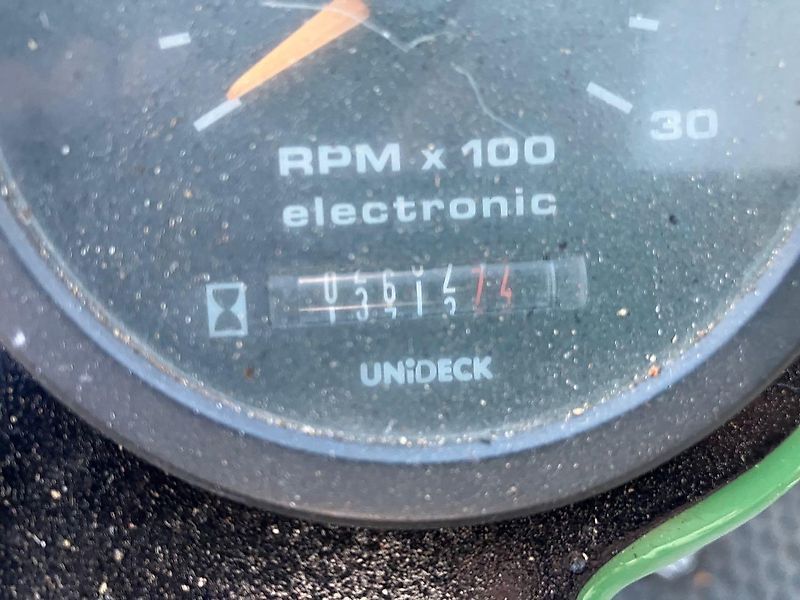 30
RPM x 100
electronic
UNiDECK